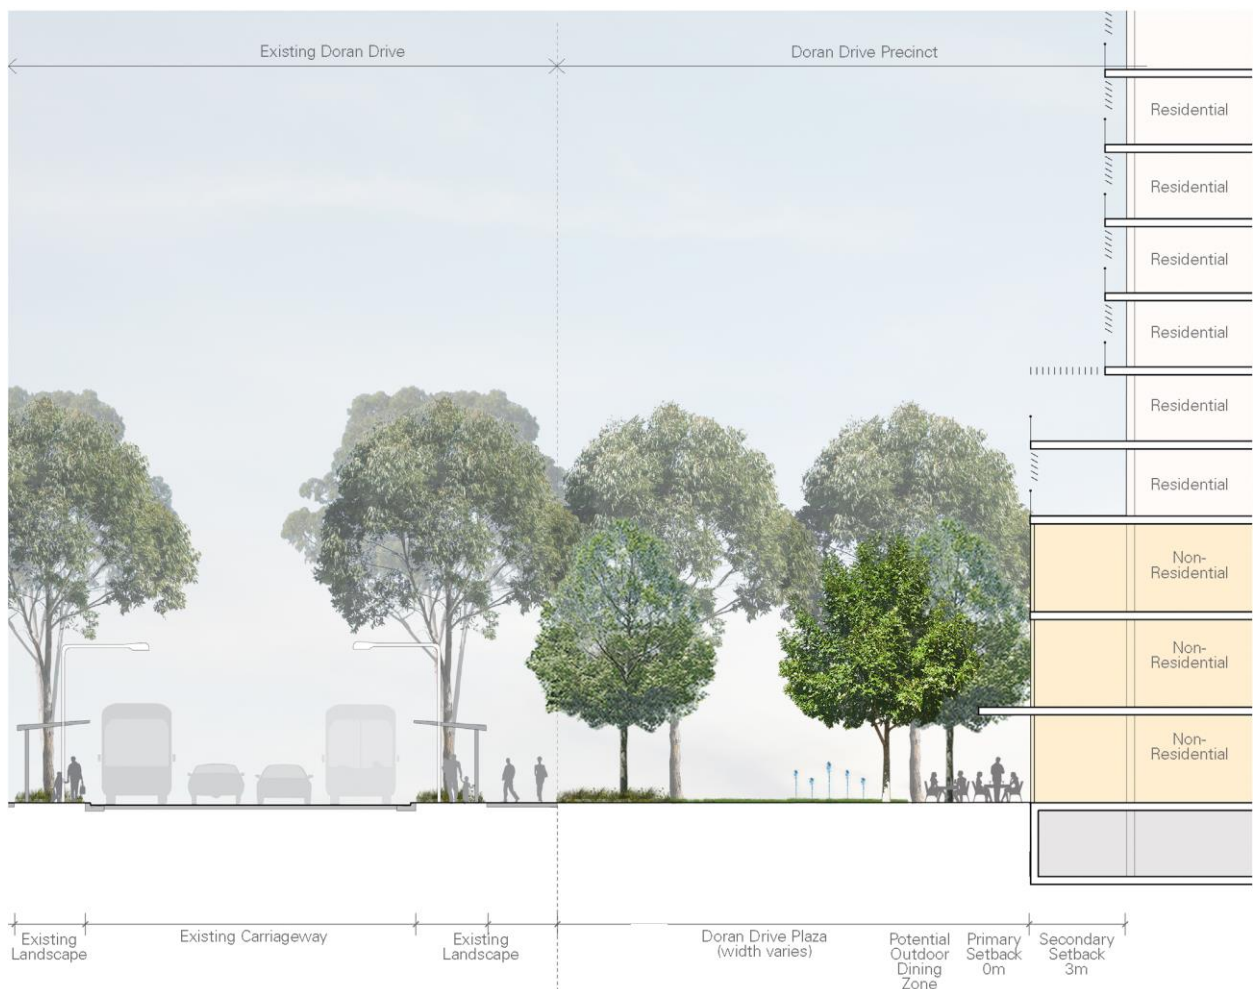 Existing Doran Drive
Doran Drive Precinct
Residential
Residential
Residential
Residential
Residential
Residential
Non-
Residential
Non-
Residential
Non-
Residential
Existing
Landscape
Existing Carriageway
Existing
Landscape
Doran Drive Plaza
(width varies)
Potential
Outdoor
Dining
Zone
Primary
Setback
0m
Secondary
Setback
3m